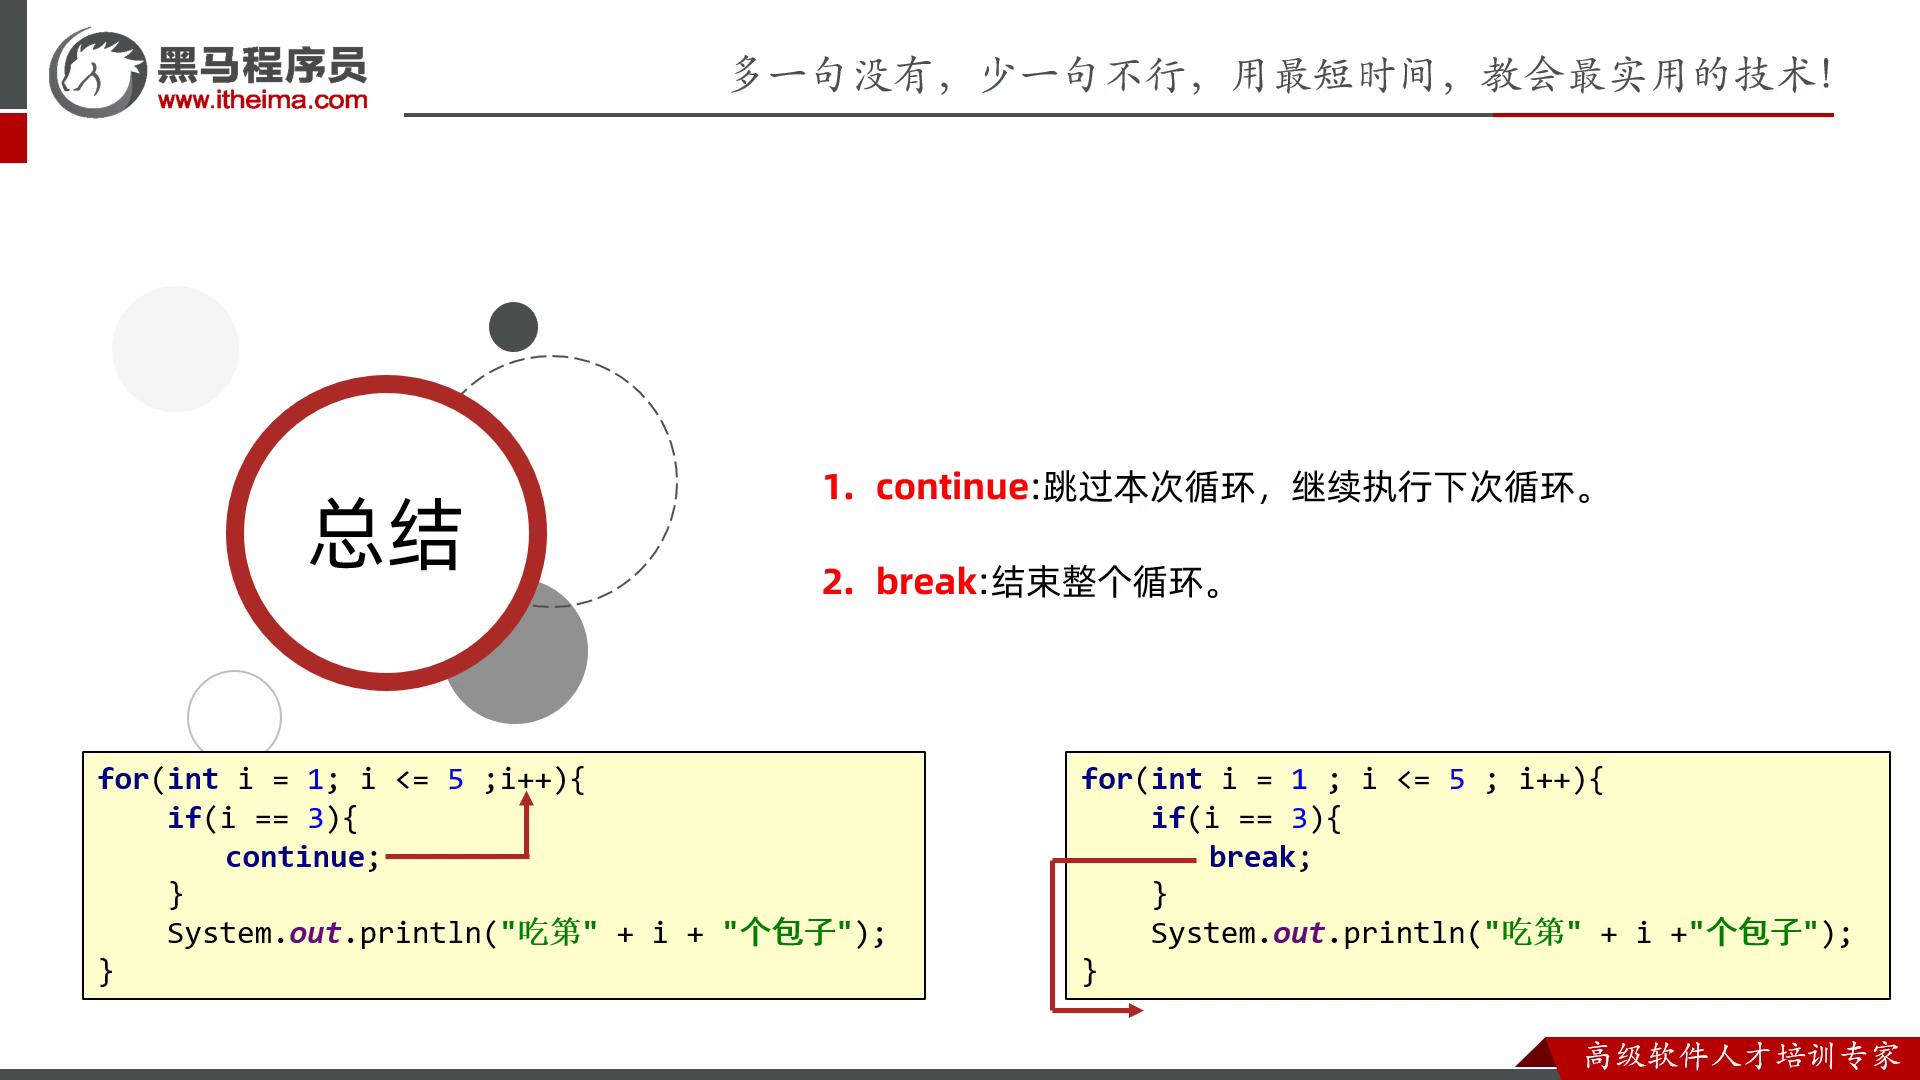 黑马程序员
www.itheima.com
多一句没有，少一句不行，用最短时间，教会最实用的技术！
总结
1. continue:跳过本次循环，继续执行下次循环。
2. break:结束整个循环。
for(int i = 1; i <= 5 ;i++){
    if(i == 3){
        continue;
    }
    System.out.println("吃第" + i + "个包子");
}
for(int i = 1 ; i <= 5 ; i++){
    if(i == 3){
        break;
    }
    System.out.println("吃第" + i +"个包子");
}
高级软件人才培训专家